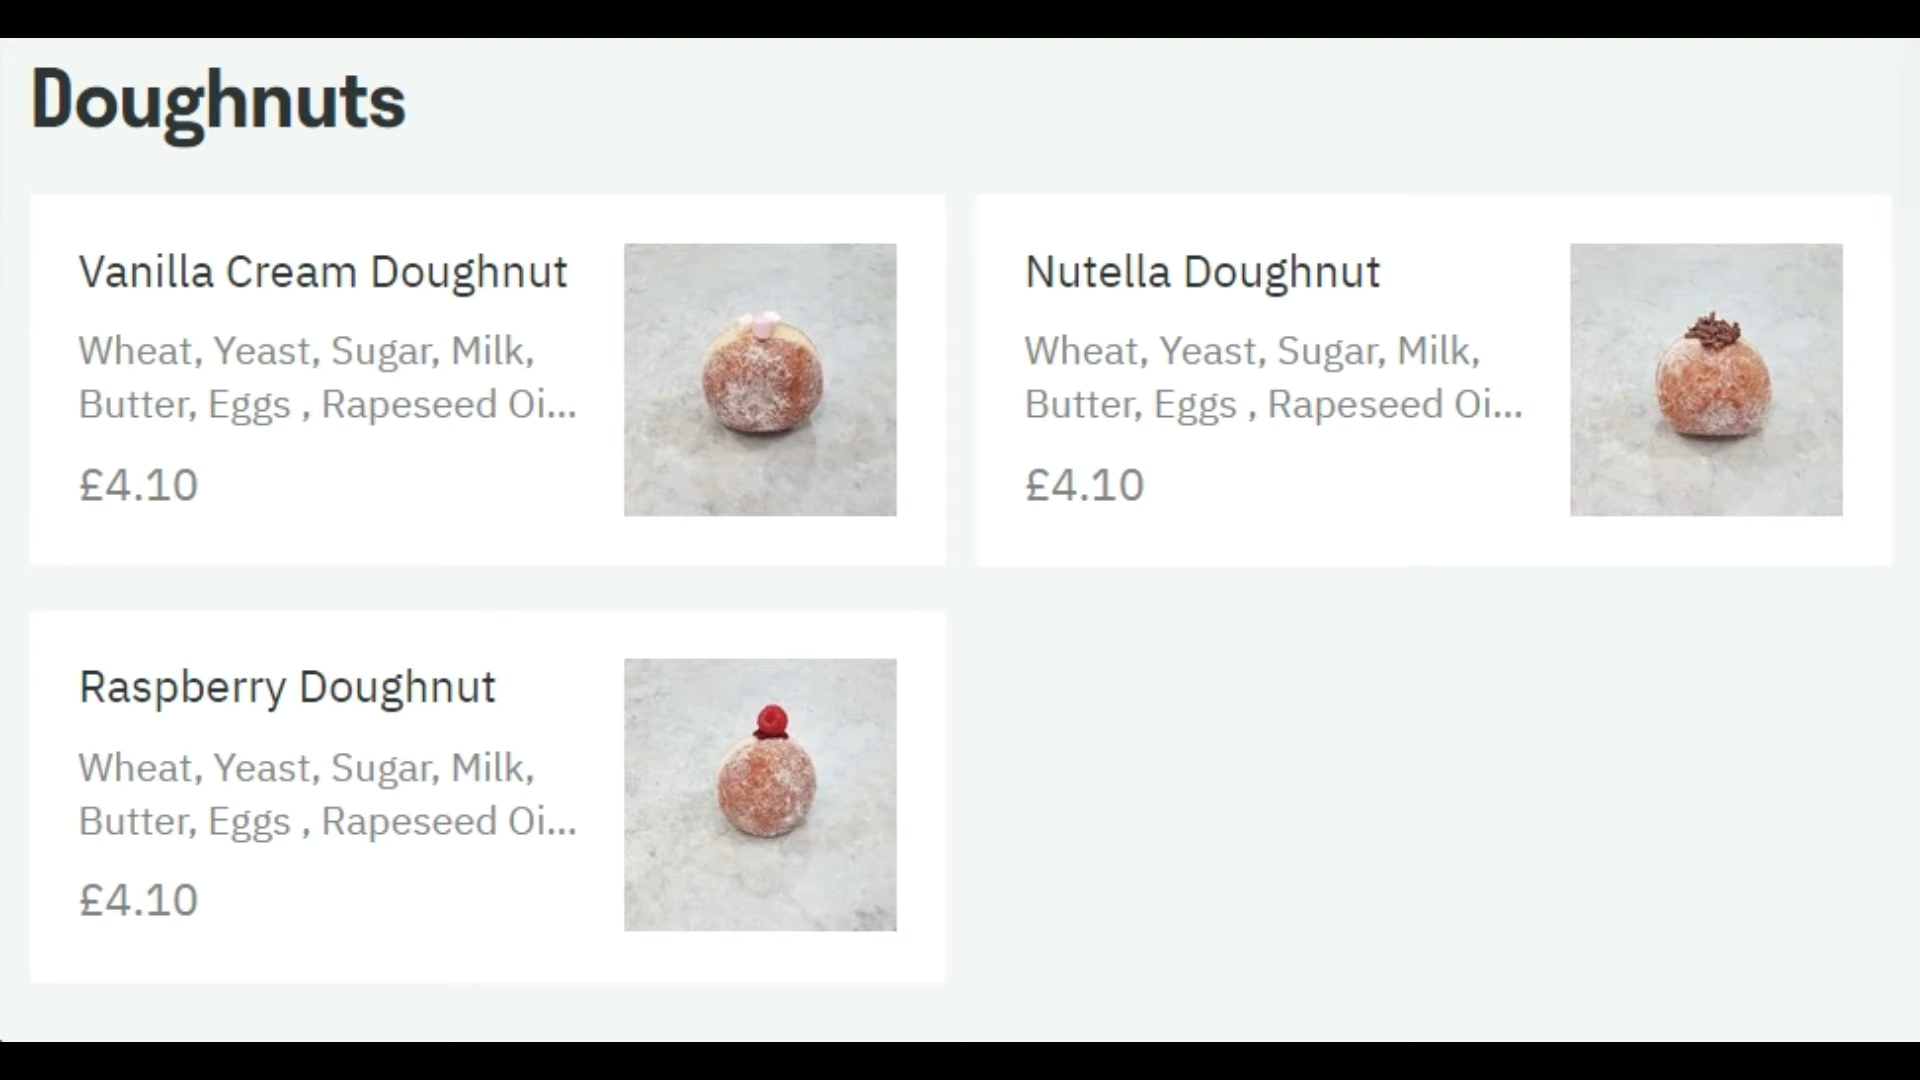 Doughnuts
Vanilla Cream Doughnut
Wheat, Yeast, Sugar, Milk,
Butter, Eggs , Rapeseed Oi...
£4.10
Nutella Doughnut
Wheat, Yeast, Sugar, Milk,
Butter, Eggs , Rapeseed Oi...
£4.10
Raspberry Doughnut
Wheat, Yeast, Sugar, Milk,
Butter, Eggs , Rapeseed Oi...
£4.10